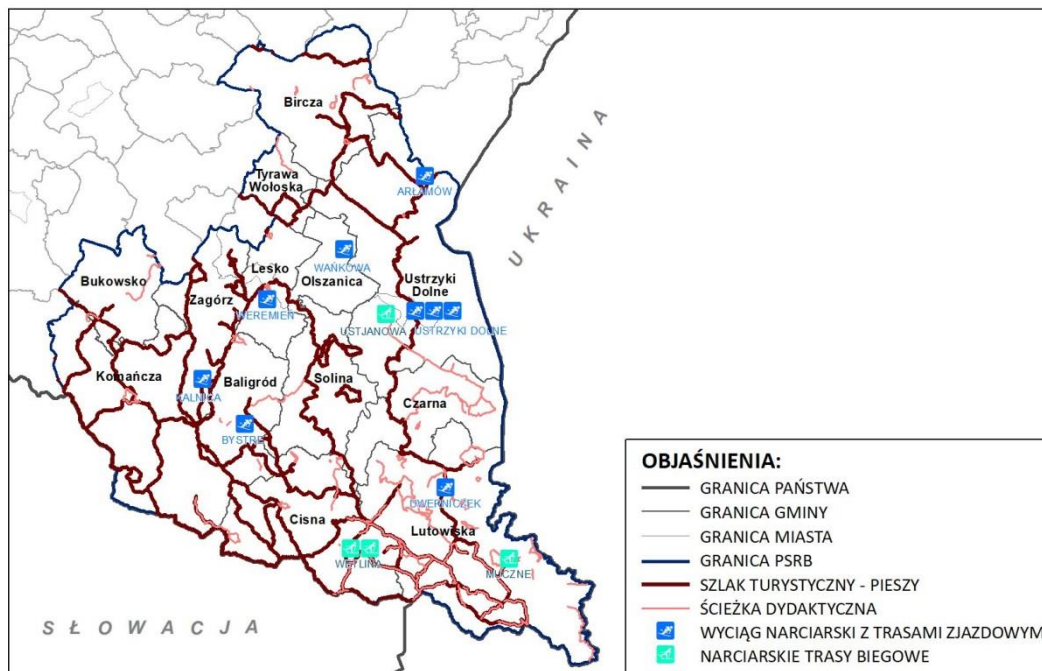 Bircza
UKRAINA
Tyrawa
Wołoska
ARŁAMÓW
WAŃKOWA
Lesko
Olszanica
Ustrzyki
Dolne
Bukowsko
Zagórz
WEREMIEŃ
USTJANOWA
USTRZYKI DOLNE
Komańcza
KALNICA
Baligród
Solina
Czarna
BYSTRE
DWERNICZEK
Cisna
Lutowiska
WETLINA
MUCZNE
SŁOWACJA
OBJAŚNIENIA:
GRANICA PAŃSTWA
GRANICA GMINY
GRANICA MIASTA
GRANICA PSRB
SZLAK TURYSTYCZNY - PIESZY
ŚCIEŻKA DYDAKTYCZNA
WYCIĄG NARCIARSKI Z TRASAMI ZJAZDOWYM
NARCIARSKIE TRASY BIEGOWE